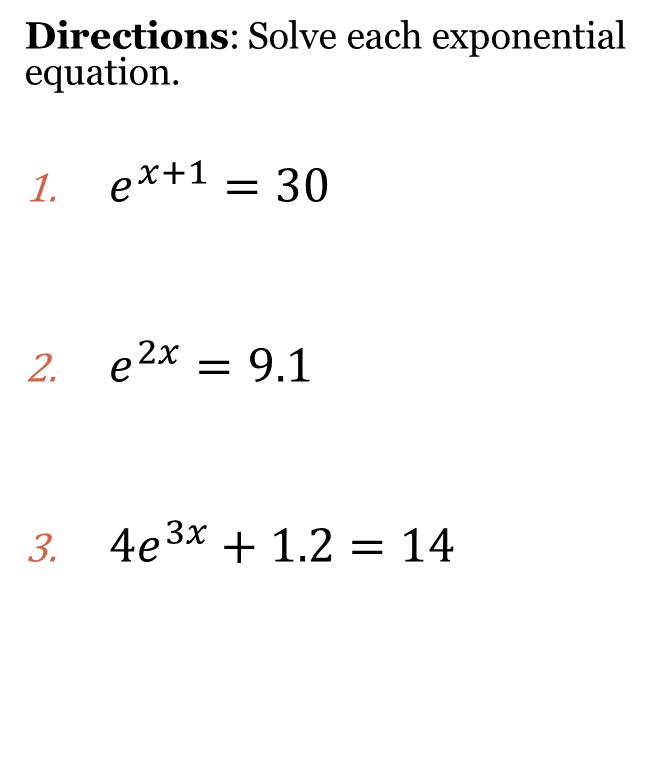 Directions: Solve each exponential
equation.
1. e^{x+1} = 30
2. e^{2x} = 9.1
3. 4e^{3x} + 1.2 = 14